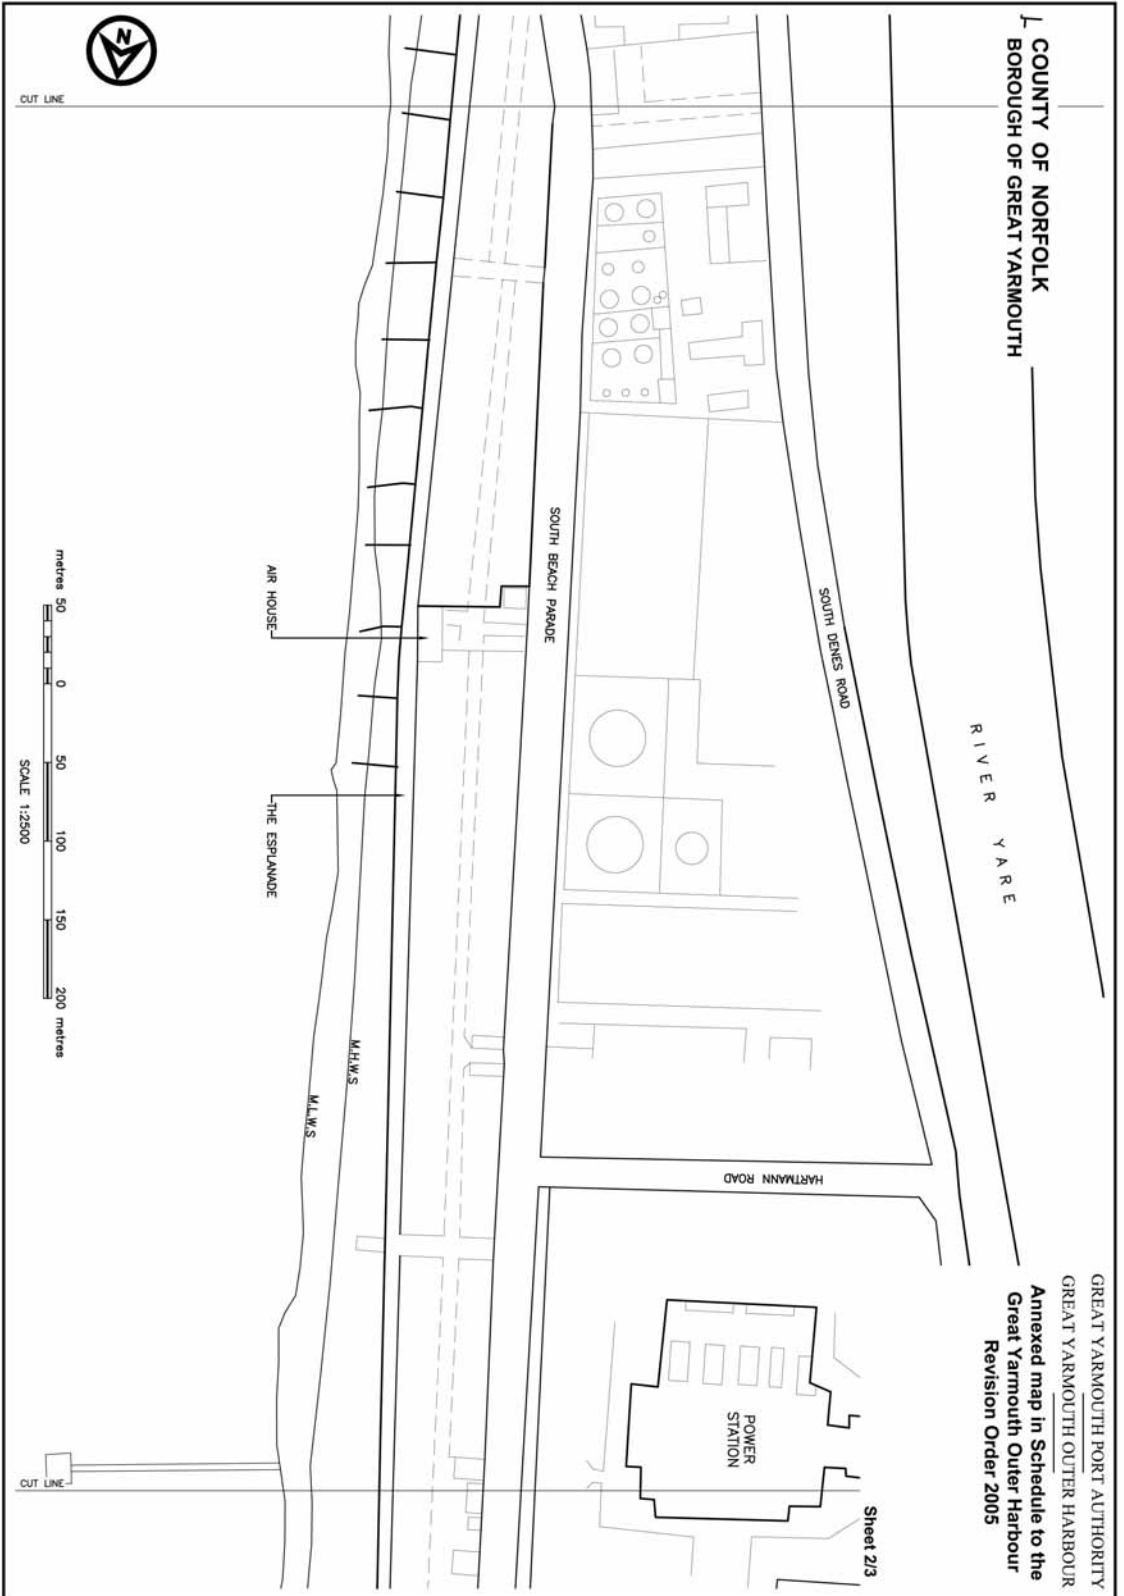 COUNTY OF NORFOLK
BOROUGH OF GREAT YARMOUTH
GREAT YARMOUTH PORT AUTHORITY
GREAT YARMOUTH OUTER HARBOUR
Annexed map in Schedule to the
Great Yarmouth Outer Harbour
Revision Order 2005
Sheet 2/3
RIVER YARE
SOUTH DENES ROAD
HARTMANN ROAD
POWER
STATION
SOUTH BEACH PARADE
M.H.W.S
M.L.W.S
AIR HOUSE
THE ESPLANADE
N
CUT LINE
CUT LINE
metres 50 0 50 100 150 200 metres
SCALE 1:2500